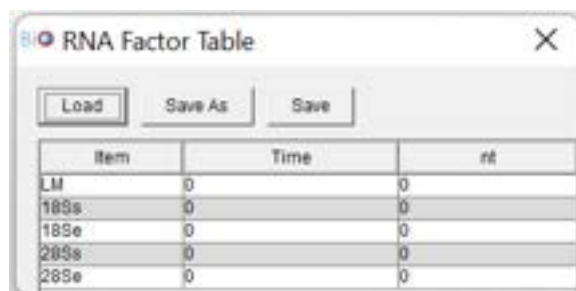 BiO RNA Factor Table
Load Save As Save
Item Time nt
LM 0 0
18Ss 0 0
18Se 0 0
28Ss 0 0
28Se 0 0